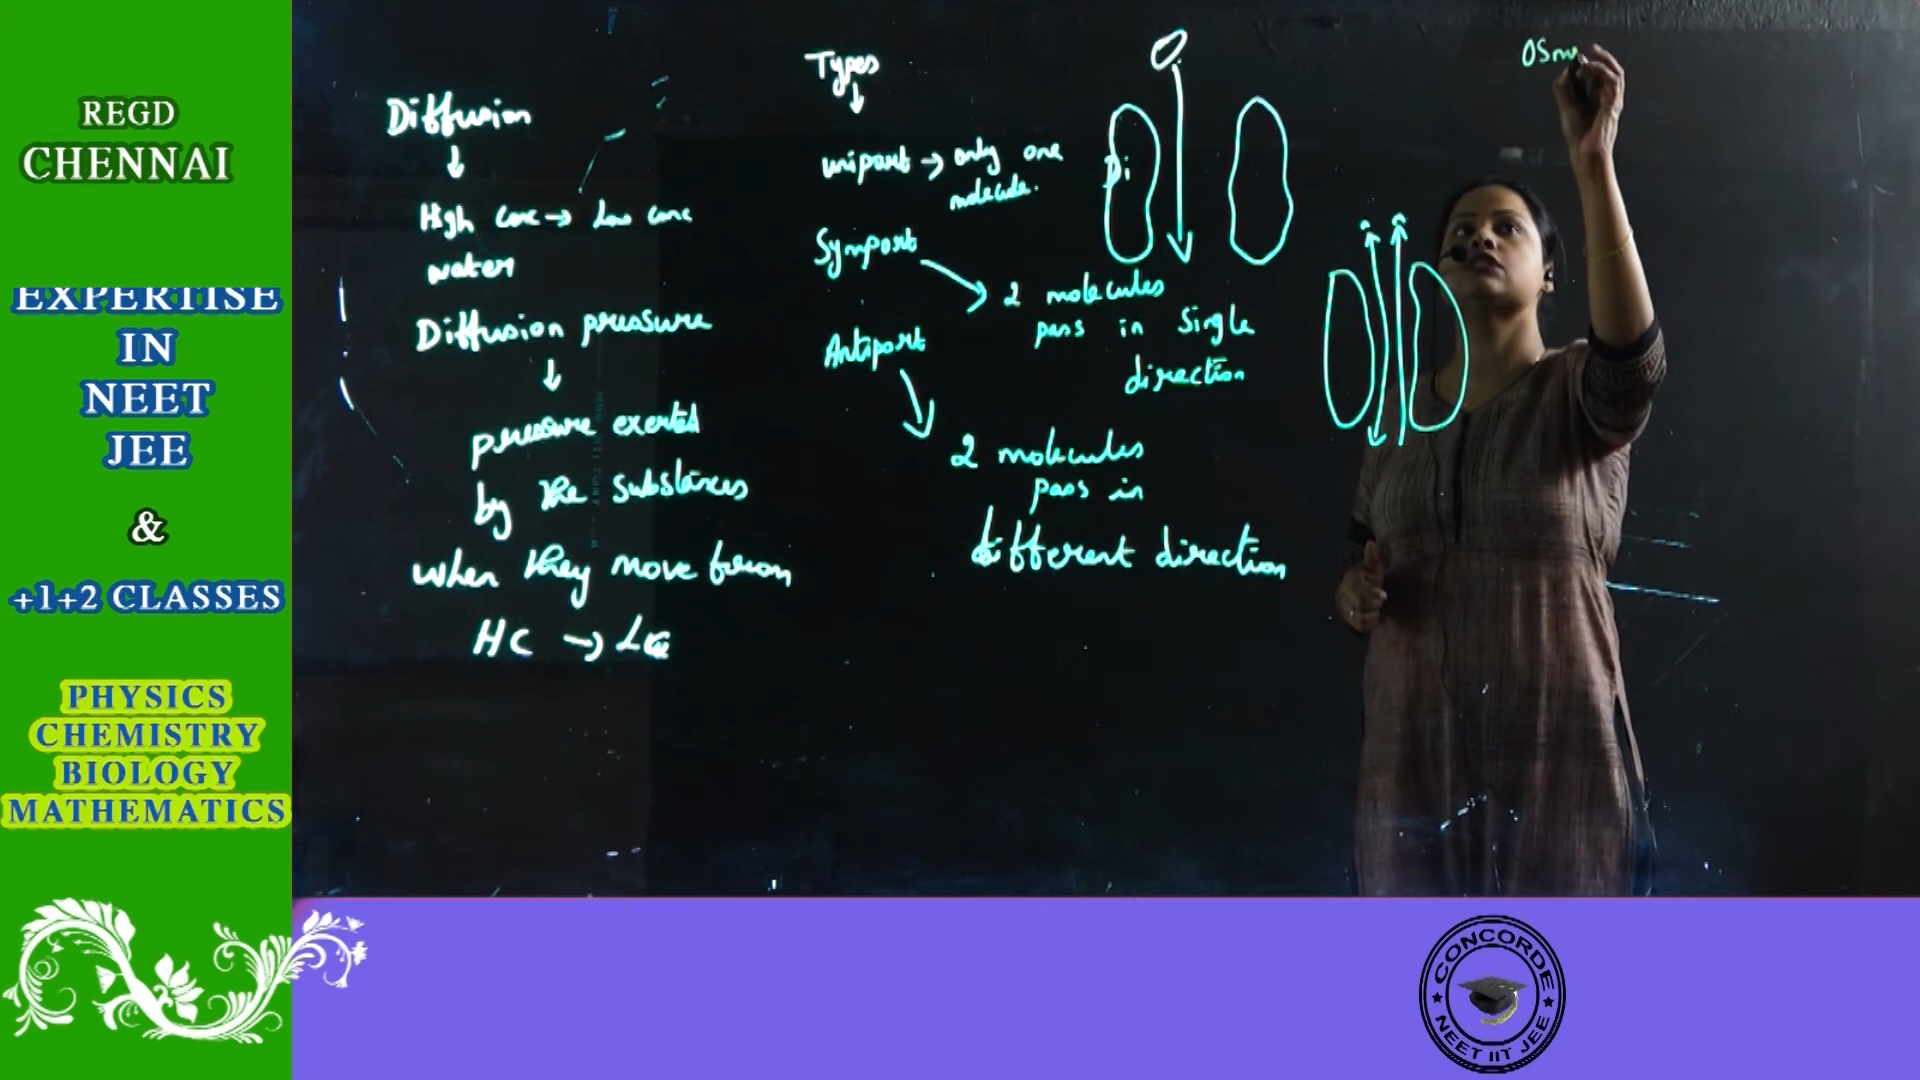 REGD
CHENNAI
EXPERTISE
IN
NEET
JEE
&
+1+2 CLASSES
PHYSICS
CHEMISTRY
BIOLOGY
MATHEMATICS
Diffusion
↓
High conc → Low conc
water
Diffusion pressure
↓
pressure exerted
by the substances
when they move from
HC →
Types
↓
uniport → only one
molecule.
Symport
2 molecules
pass in single
direction
Antiport
2 molecules
pass in
different direction
Di
OSm
CONCORDE
NEET IIT JEE